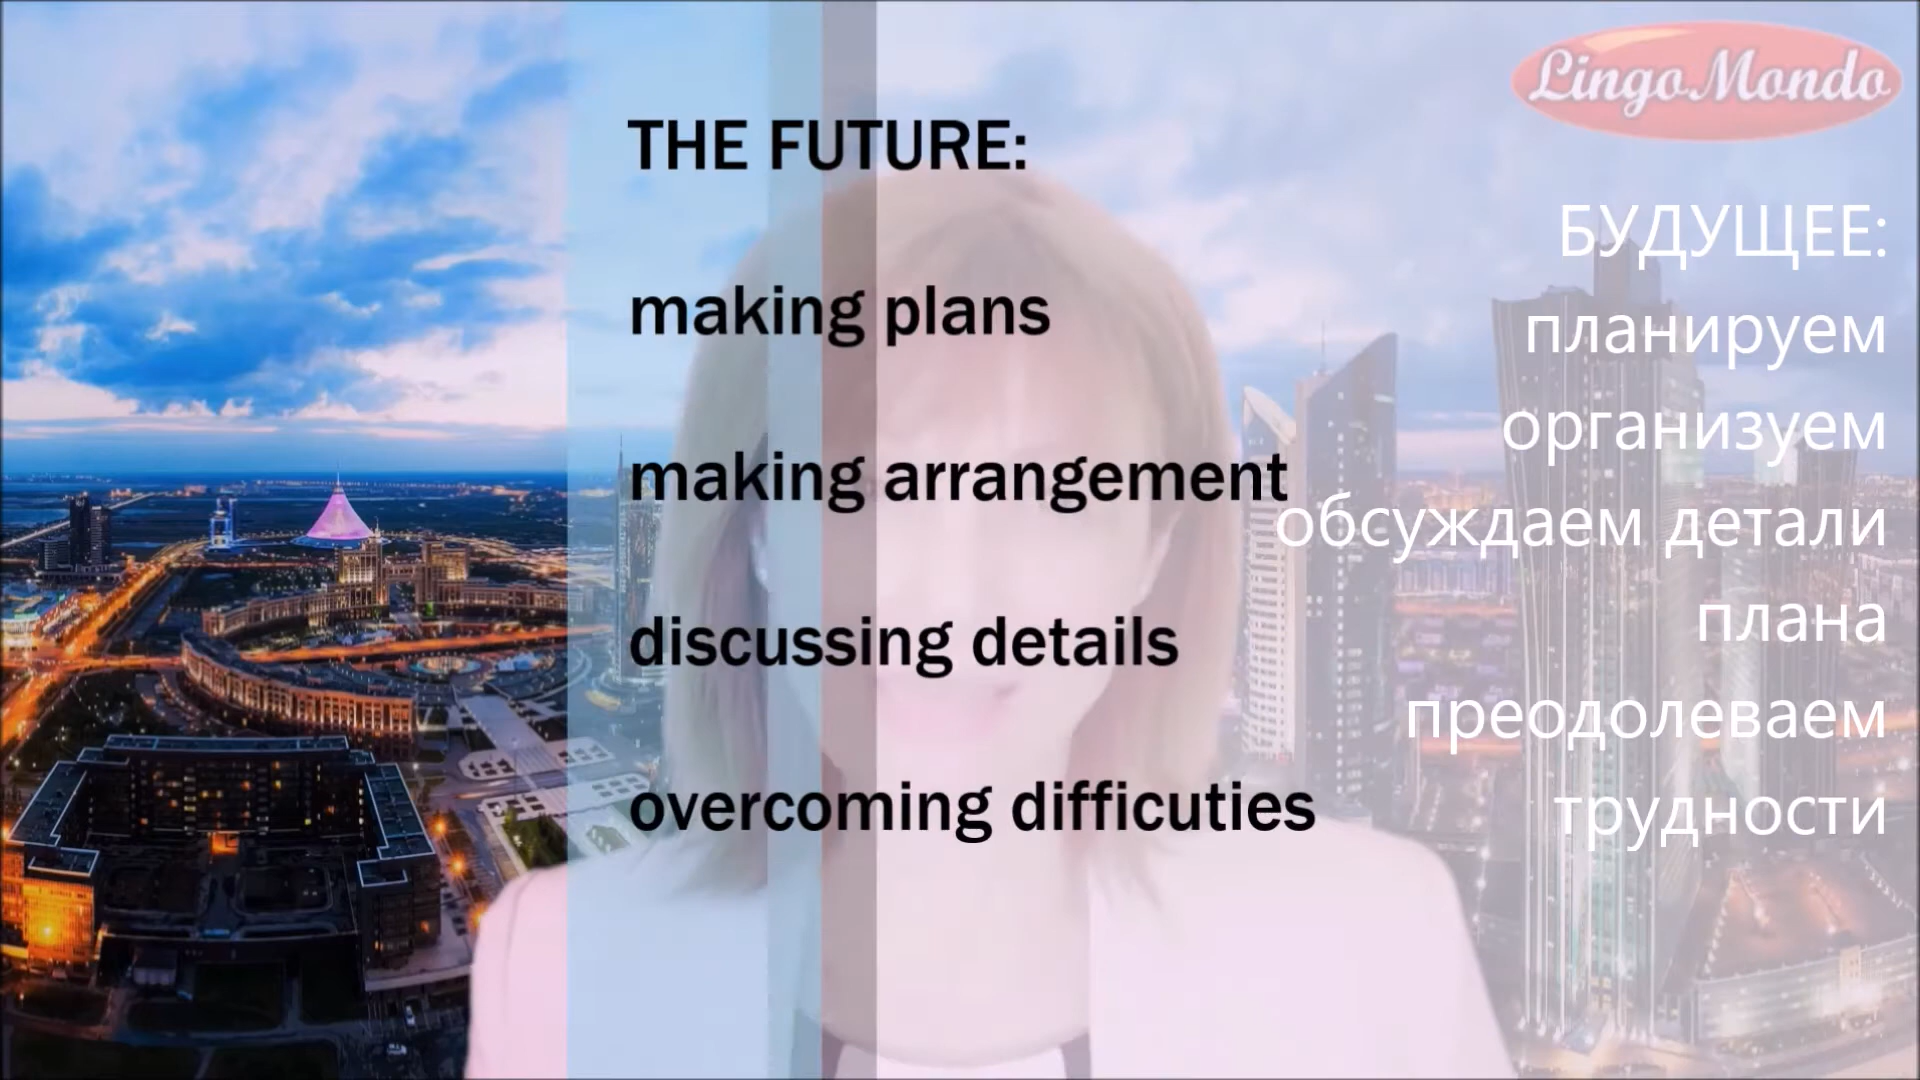 LingoMondo
THE FUTURE:
making plans
making arrangement
discussing details
overcoming difficuties
БУДУЩЕЕ:
планируем
организуем
обсуждаем детали
плана
преодолеваем
трудности